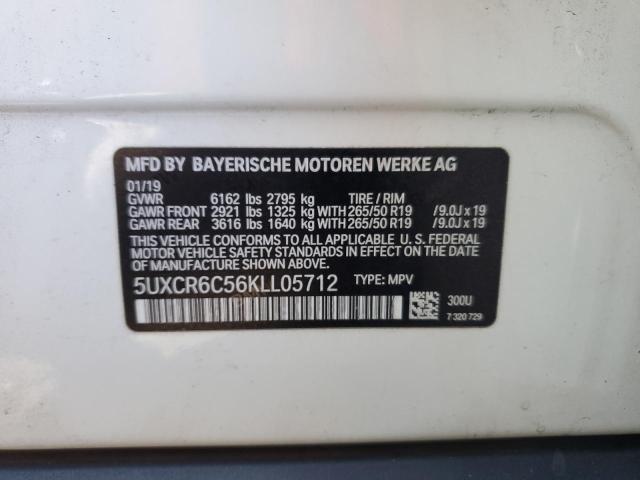 MFD BY BAYERISCHE MOTOREN WERKE AG
01/19
GVWR 6162 lbs 2795 kg TIRE / RIM
GAWR FRONT 2921 lbs 1325 kg WITH 265/50 R19 /9.0J x 19
GAWR REAR 3616 lbs 1640 kg WITH 265/50 R19 /9.0J x 19
THIS VEHICLE CONFORMS TO ALL APPLICABLE U. S. FEDERAL
MOTOR VEHICLE SAFETY STANDARDS IN EFFECT ON THE
DATE OF MANUFACTURE SHOWN ABOVE.
5UXCR6C56KLL05712 TYPE: MPV
300U
7 320 729